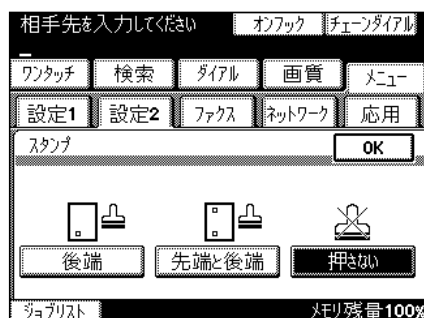 相手先を入力してください オンフック チェーンダイアル
ワンタッチ 検索 ダイアル 画質 メニュー
設定1 設定2 ファクス ネットワーク 応用
スタンプ OK
後端 先端と後端 押さない
ジョブリスト メモリ残量100%